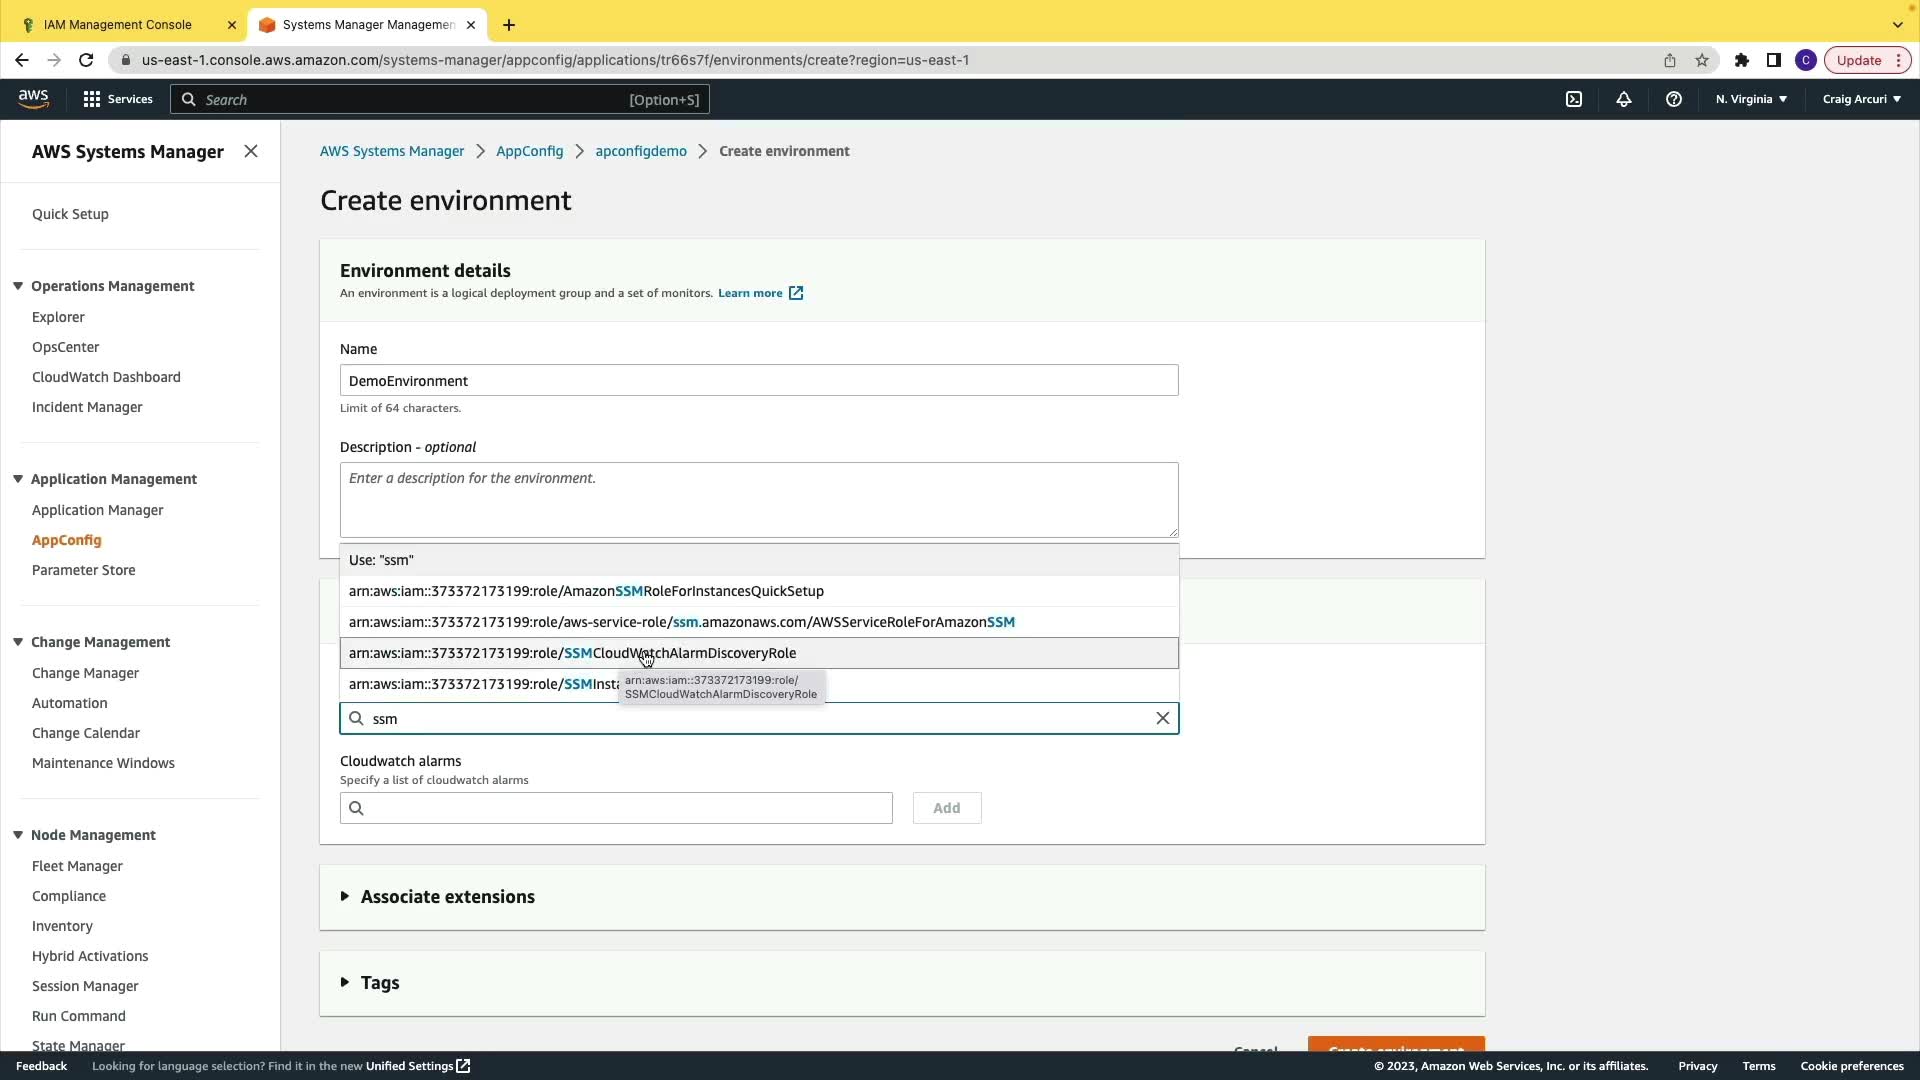 IAM Management Console
Systems Manager Managemen
us-east-1.console.aws.amazon.com/systems-manager/appconfig/applications/tr66s7f/environments/create?region=us-east-1
C
Update
aws
Services
Search
[Option+S]
N. Virginia
Craig Arcuri
AWS Systems Manager
Quick Setup
Operations Management
Explorer
OpsCenter
CloudWatch Dashboard
Incident Manager
Application Management
Application Manager
AppConfig
Parameter Store
Change Management
Change Manager
Automation
Change Calendar
Maintenance Windows
Node Management
Fleet Manager
Compliance
Inventory
Hybrid Activations
Session Manager
Run Command
State Manager
AWS Systems Manager > AppConfig > apconfigdemo > Create environment
Create environment
Environment details
An environment is a logical deployment group and a set of monitors. Learn more
Name
DemoEnvironment
Limit of 64 characters.
Description - optional
Enter a description for the environment.
Use: "ssm"
arn:aws:iam::373372173199:role/AmazonSSMRoleForInstancesQuickSetup
arn:aws:iam::373372173199:role/aws-service-role/ssm.amazonaws.com/AWSServiceRoleForAmazonSSM
arn:aws:iam::373372173199:role/SSMCloudWatchAlarmDiscoveryRole
arn:aws:iam::373372173199:role/SSMInsta
arn:aws:iam::373372173199:role/
SSMCloudWatchAlarmDiscoveryRole
ssm
Cloudwatch alarms
Specify a list of cloudwatch alarms
Add
Associate extensions
Tags
Cancel
Create environment
Feedback
Looking for language selection? Find it in the new Unified Settings
© 2023, Amazon Web Services, Inc. or its affiliates.
Privacy
Terms
Cookie preferences